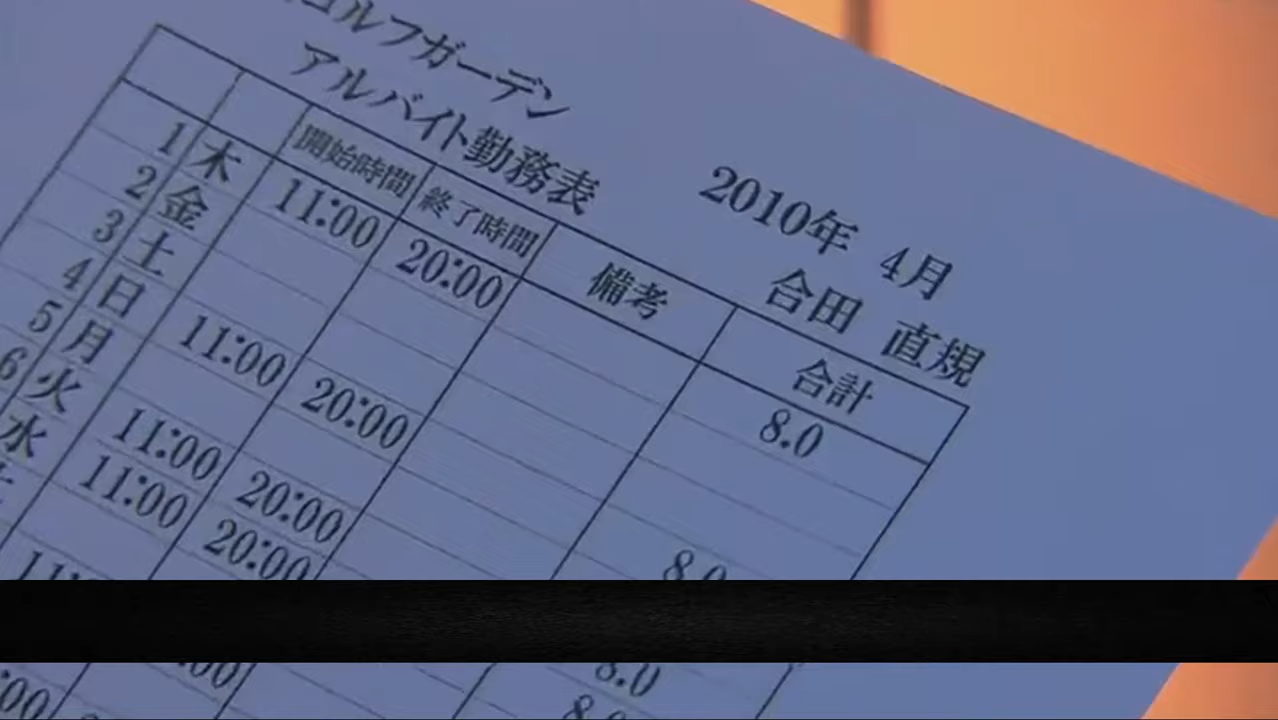 ゴルフガーデン
アルバイト勤務表
2010年 4月
合田 直規
開始時間 終了時間 備考 合計
1 木 11:00 20:00 8.0
2 金
3 土
4 日 11:00 20:00 8.0
5 月
6 火 11:00 20:00 8.0
水 11:00 20:00 8.0